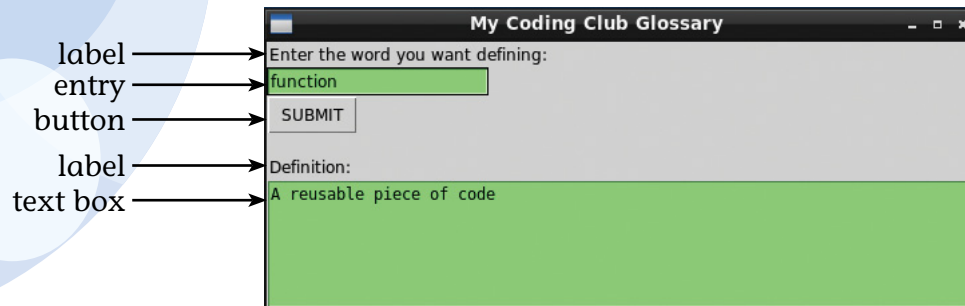 My Coding Club Glossary
label
Enter the word you want defining:
entry
function
button
SUBMIT
label
Definition:
text box
A reusable piece of code